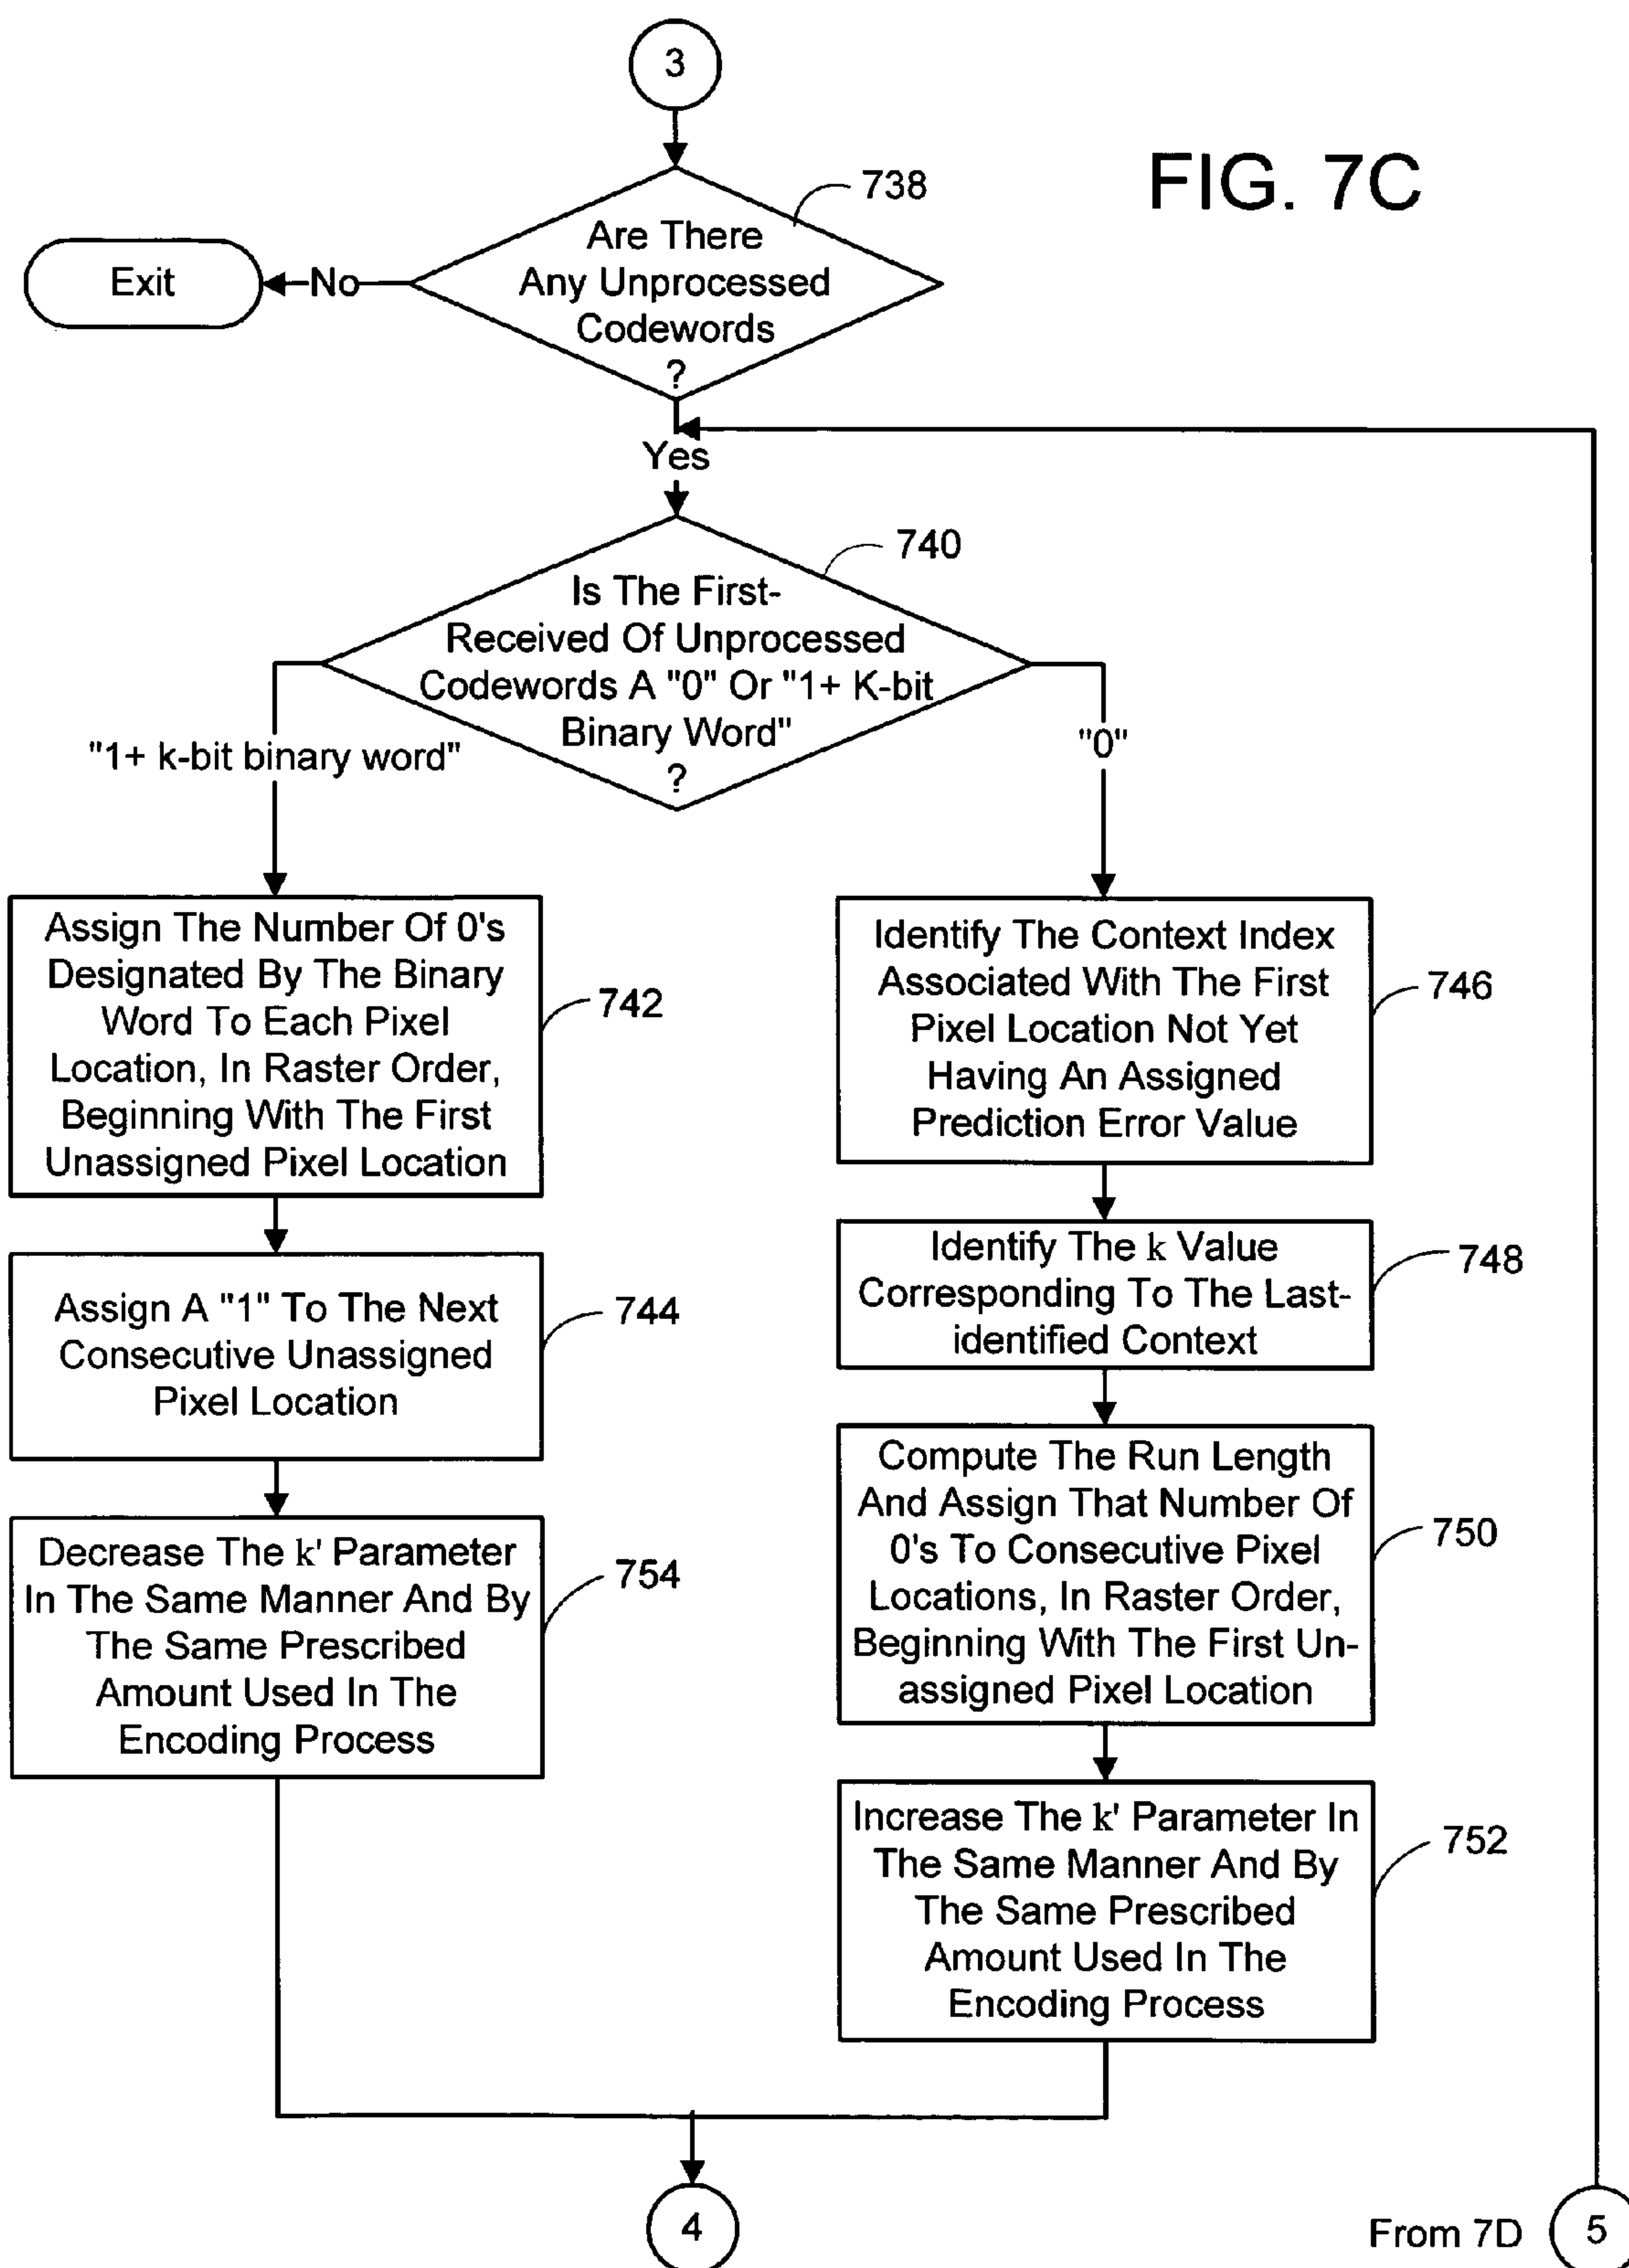 3
FIG. 7C
738
Are There
Any Unprocessed
Codewords
?
Exit
No
Yes
740
Is The First-
Received Of Unprocessed
Codewords A "0" Or "1+ K-bit
Binary Word"
?
"1+ k-bit binary word"
"0"
Assign The Number Of 0's
Designated By The Binary
Word To Each Pixel
Location, In Raster Order,
Beginning With The First
Unassigned Pixel Location
742
Assign A "1" To The Next
Consecutive Unassigned
Pixel Location
744
Decrease The k' Parameter
In The Same Manner And By
The Same Prescribed
Amount Used In The
Encoding Process
754
Identify The Context Index
Associated With The First
Pixel Location Not Yet
Having An Assigned
Prediction Error Value
746
Identify The k Value
Corresponding To The Last-
identified Context
748
Compute The Run Length
And Assign That Number Of
0's To Consecutive Pixel
Locations, In Raster Order,
Beginning With The First Un-
assigned Pixel Location
750
Increase The k' Parameter In
The Same Manner And By
The Same Prescribed
Amount Used In The
Encoding Process
752
4
From 7D
5